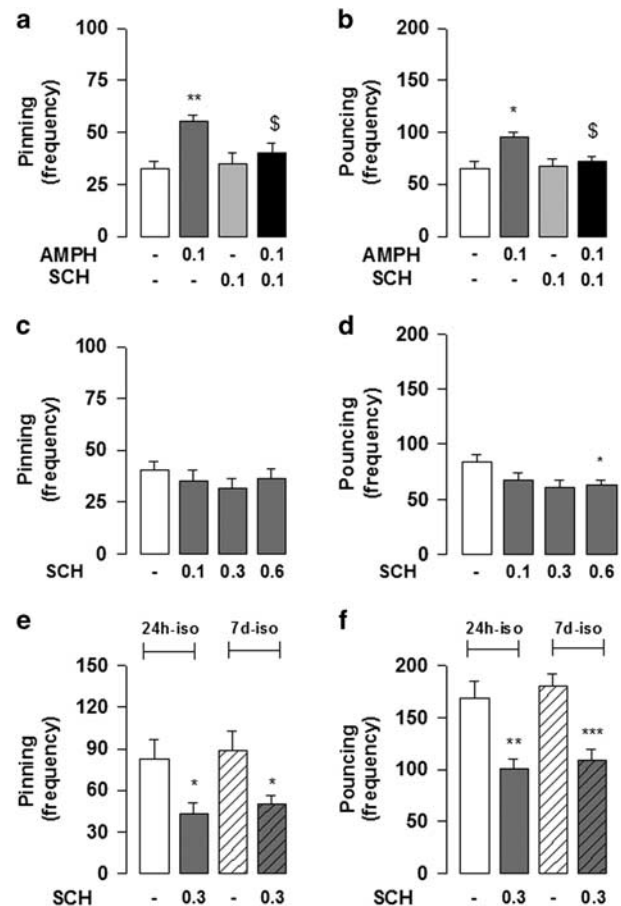 a
Pinning
(frequency)
100
75
50
25
0
**
$
AMPH - 0.1 - 0.1
SCH - - 0.1 0.1
b
Pouncing
(frequency)
200
150
100
50
0
*
$
AMPH - 0.1 - 0.1
SCH - - 0.1 0.1
c
Pinning
(frequency)
100
75
50
25
0
SCH - 0.1 0.3 0.6
d
Pouncing
(frequency)
200
150
100
50
0
*
SCH - 0.1 0.3 0.6
e
24h-iso 7d-iso
Pinning
(frequency)
150
120
90
60
30
0
* *
SCH - 0.3 - 0.3
f
24h-iso 7d-iso
Pouncing
(frequency)
200
150
100
50
0
** ***
SCH - 0.3 - 0.3